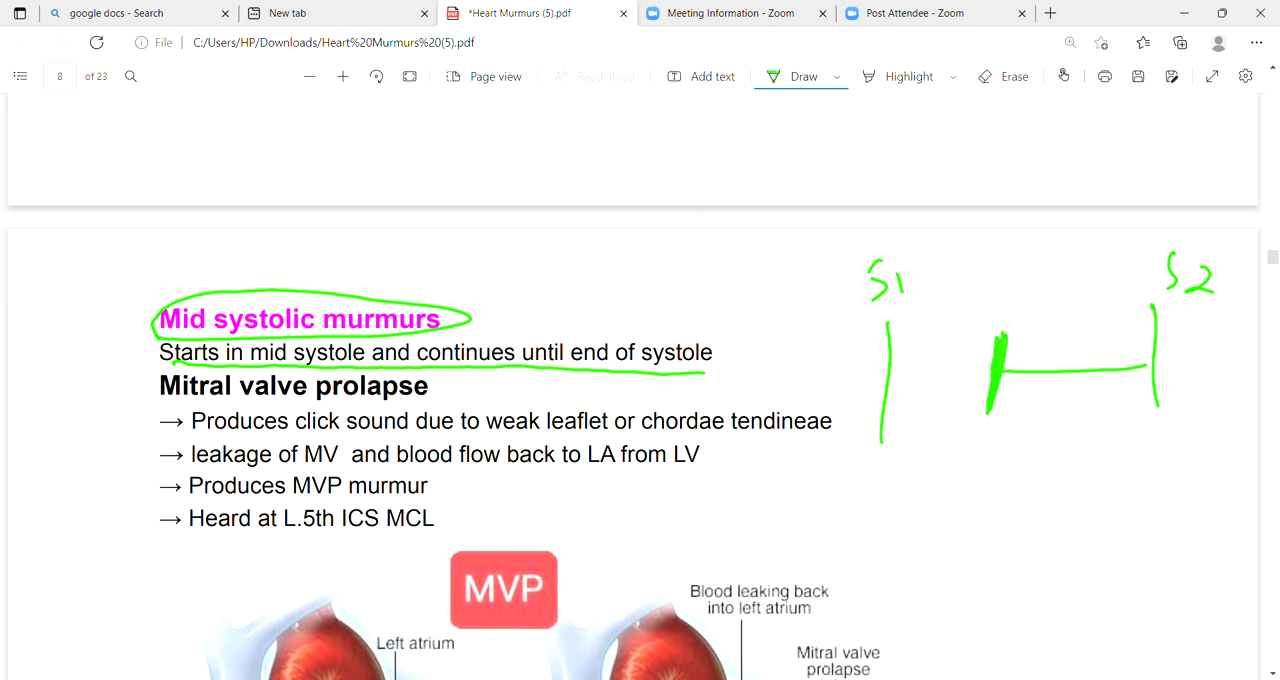 google docs - Search
New tab
*Heart Murmurs (5).pdf
Meeting Information - Zoom
Post Attendee - Zoom
File
C:/Users/HP/Downloads/Heart%20Murmurs%20(5).pdf
8 of 23
Page view
Read aloud
Add text
Draw
Highlight
Erase
S1
S2
Mid systolic murmurs
Starts in mid systole and continues until end of systole
Mitral valve prolapse
→ Produces click sound due to weak leaflet or chordae tendineae
→ leakage of MV and blood flow back to LA from LV
→ Produces MVP murmur
→ Heard at L.5th ICS MCL
MVP
Blood leaking back
into left atrium
Left atrium
Mitral valve
prolapse